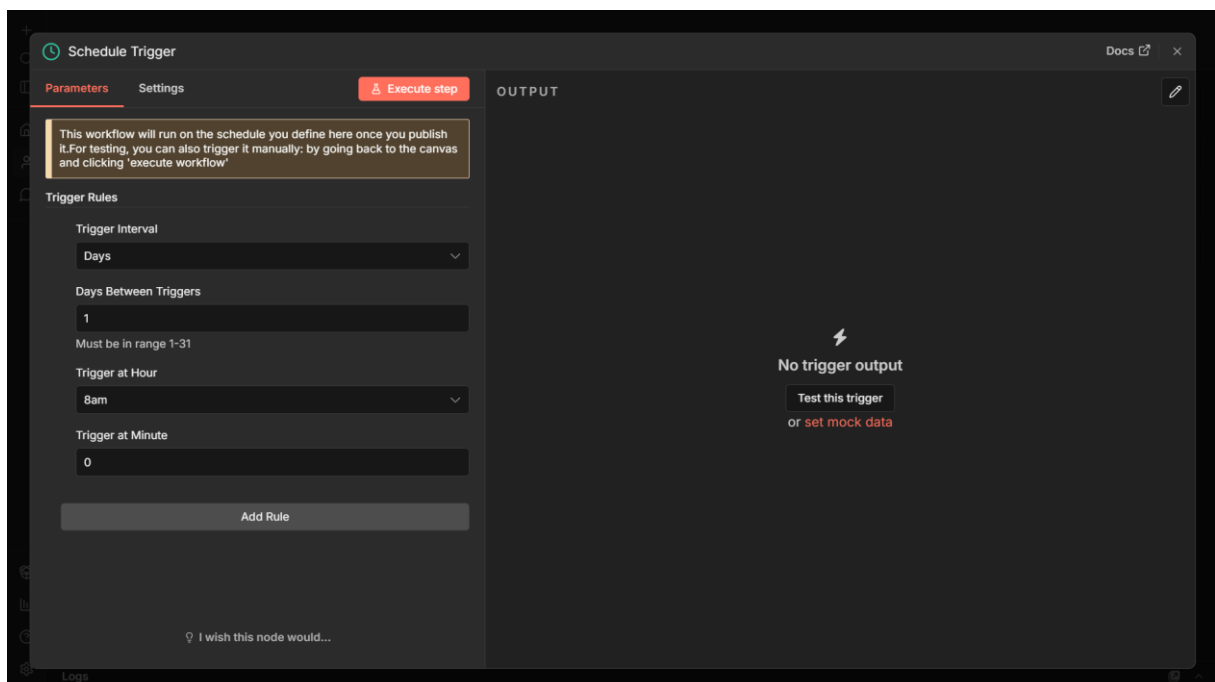 Schedule Trigger
Docs
Parameters
Settings
Execute step
OUTPUT
This workflow will run on the schedule you define here once you publish
it.For testing, you can also trigger it manually: by going back to the canvas
and clicking 'execute workflow'
Trigger Rules
Trigger Interval
Days
Days Between Triggers
1
Must be in range 1-31
Trigger at Hour
8am
Trigger at Minute
0
Add Rule
I wish this node would...
No trigger output
Test this trigger
or set mock data
Logs